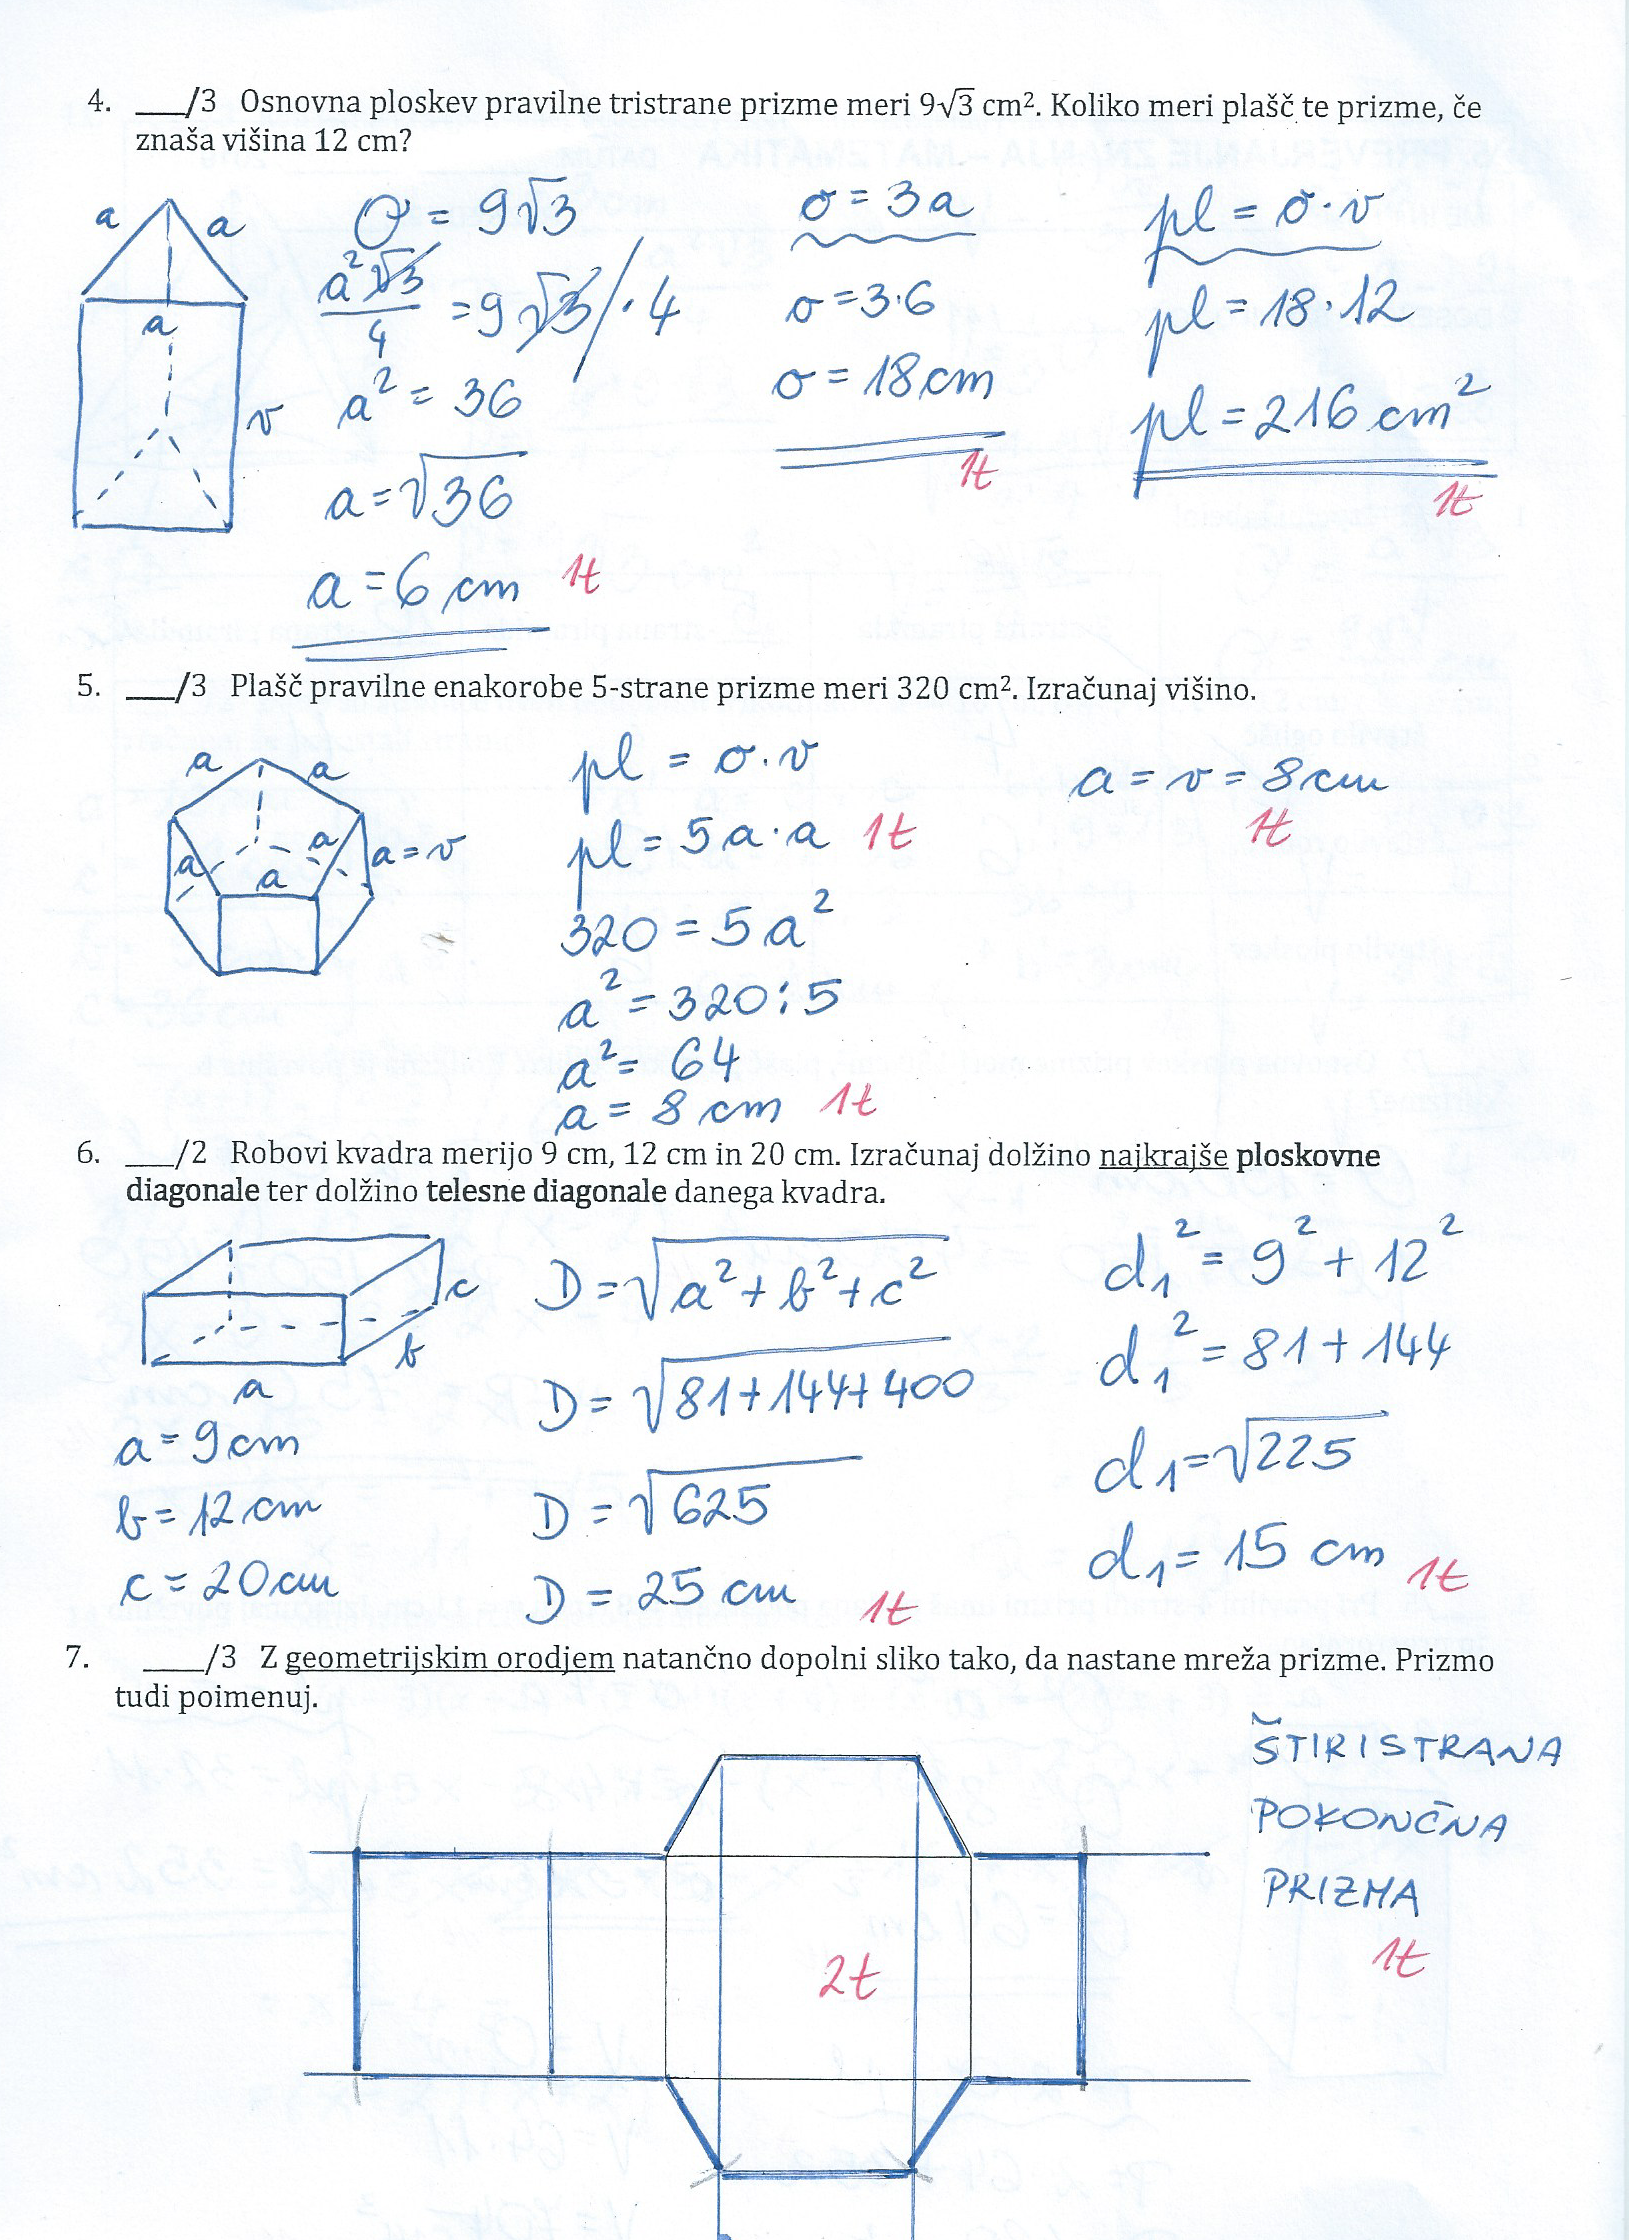 4. ___/3 Osnovna ploskev pravilne tristrane prizme meri 9√3 cm². Koliko meri plašč te prizme, če
znaša višina 12 cm?
a a
a
v
O = 9√3
a²√3/4 = 9√3 /·4
a² = 36
a = √36
a = 6 cm 1t
o = 3a
o = 3·6
o = 18 cm
1t
pl = o·v
pl = 18·12
pl = 216 cm²
1t
5. ___/3 Plašč pravilne enakorobe 5-strane prizme meri 320 cm². Izračunaj višino.
a a
a a a = v
a
pl = o·v
pl = 5a·a 1t
320 = 5a²
a² = 320:5
a² = 64
a = 8 cm 1t
a = v = 8 cm
1t
6. ___/2 Robovi kvadra merijo 9 cm, 12 cm in 20 cm. Izračunaj dolžino najkrajše ploskovne
diagonale ter dolžino telesne diagonale danega kvadra.
c
b
a
a = 9 cm
b = 12 cm
c = 20 cm
D = √a² + b² + c²
D = √81+144+400
D = √625
D = 25 cm 1t
d₁² = 9² + 12²
d₁² = 81 + 144
d₁ = √225
d₁ = 15 cm 1t
7. ____/3 Z geometrijskim orodjem natančno dopolni sliko tako, da nastane mreža prizme. Prizmo
tudi poimenuj.
ŠTIRISTRANA
POKONČNA
PRIZMA
1t
2t